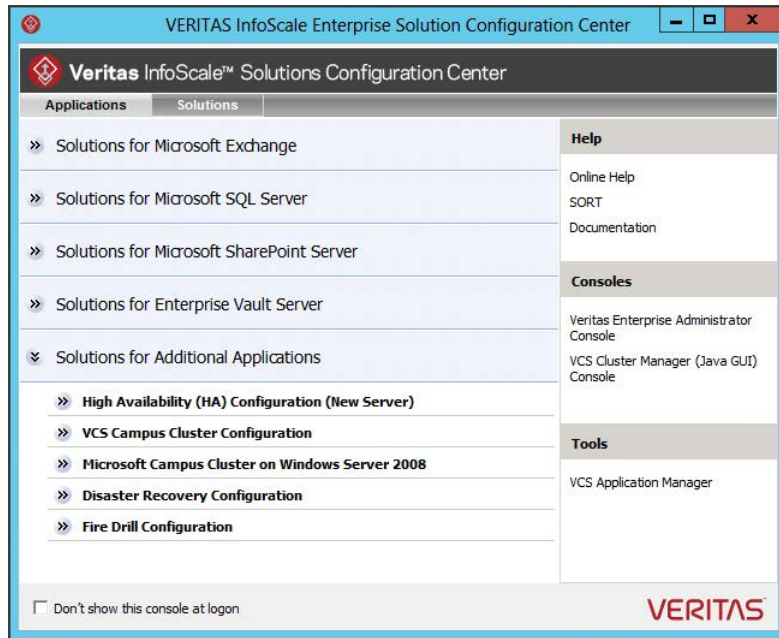 VERITAS InfoScale Enterprise Solution Configuration Center
Veritas InfoScale™ Solutions Configuration Center
Applications Solutions
Solutions for Microsoft Exchange
Solutions for Microsoft SQL Server
Solutions for Microsoft SharePoint Server
Solutions for Enterprise Vault Server
Solutions for Additional Applications
High Availability (HA) Configuration (New Server)
VCS Campus Cluster Configuration
Microsoft Campus Cluster on Windows Server 2008
Disaster Recovery Configuration
Fire Drill Configuration
Help
Online Help
SORT
Documentation
Consoles
Veritas Enterprise Administrator
Console
VCS Cluster Manager (Java GUI)
Console
Tools
VCS Application Manager
Don't show this console at logon
VERITAS